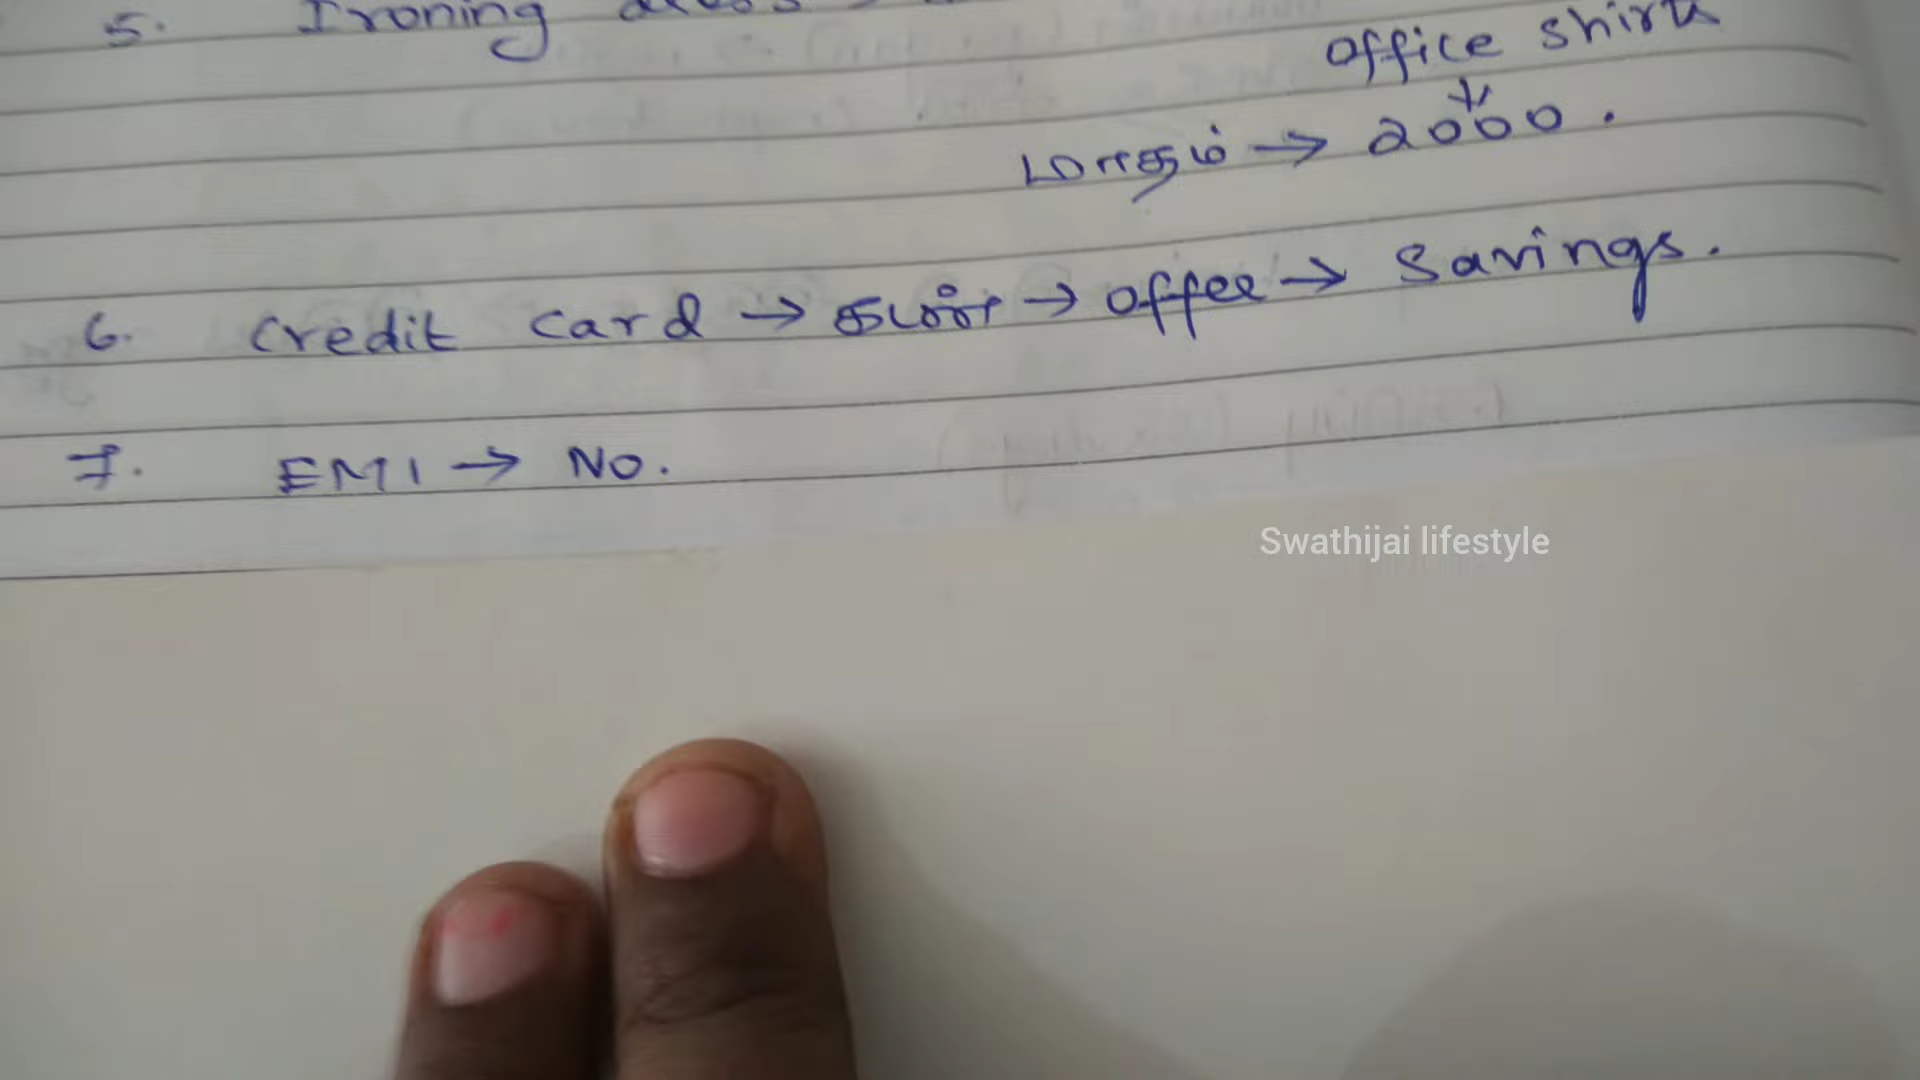 5. Ironing
office shirt
மாதம் → 2000.
6. Credit card → கடன் → offer → Savings.
7. EMI → No.
Swathijai lifestyle